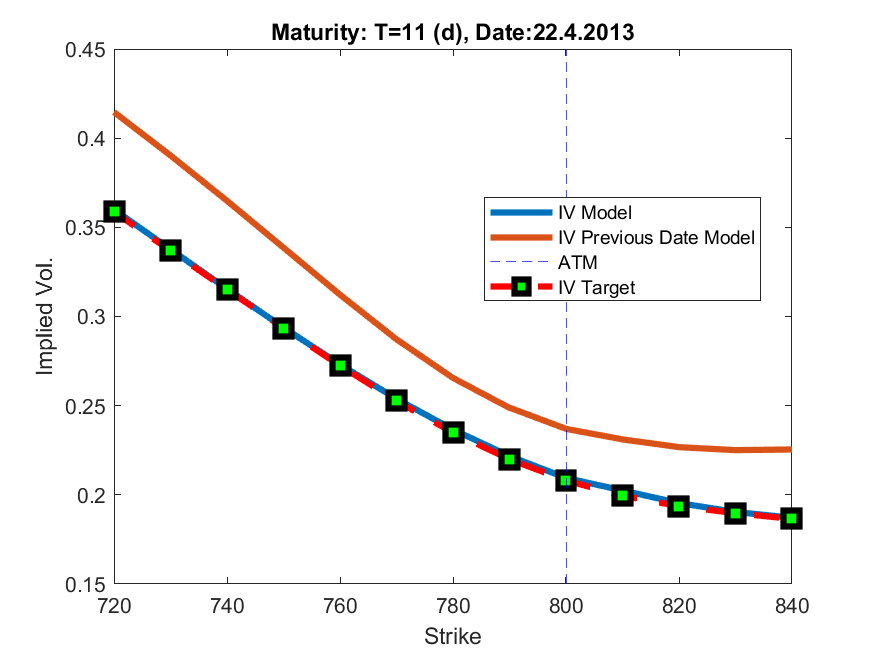 Maturity: T=11 (d), Date:22.4.2013
0.45
0.4
0.35
0.3
0.25
0.2
0.15
Implied Vol.
IV Model
IV Previous Date Model
ATM
IV Target
720
740
760
780
800
820
840
Strike